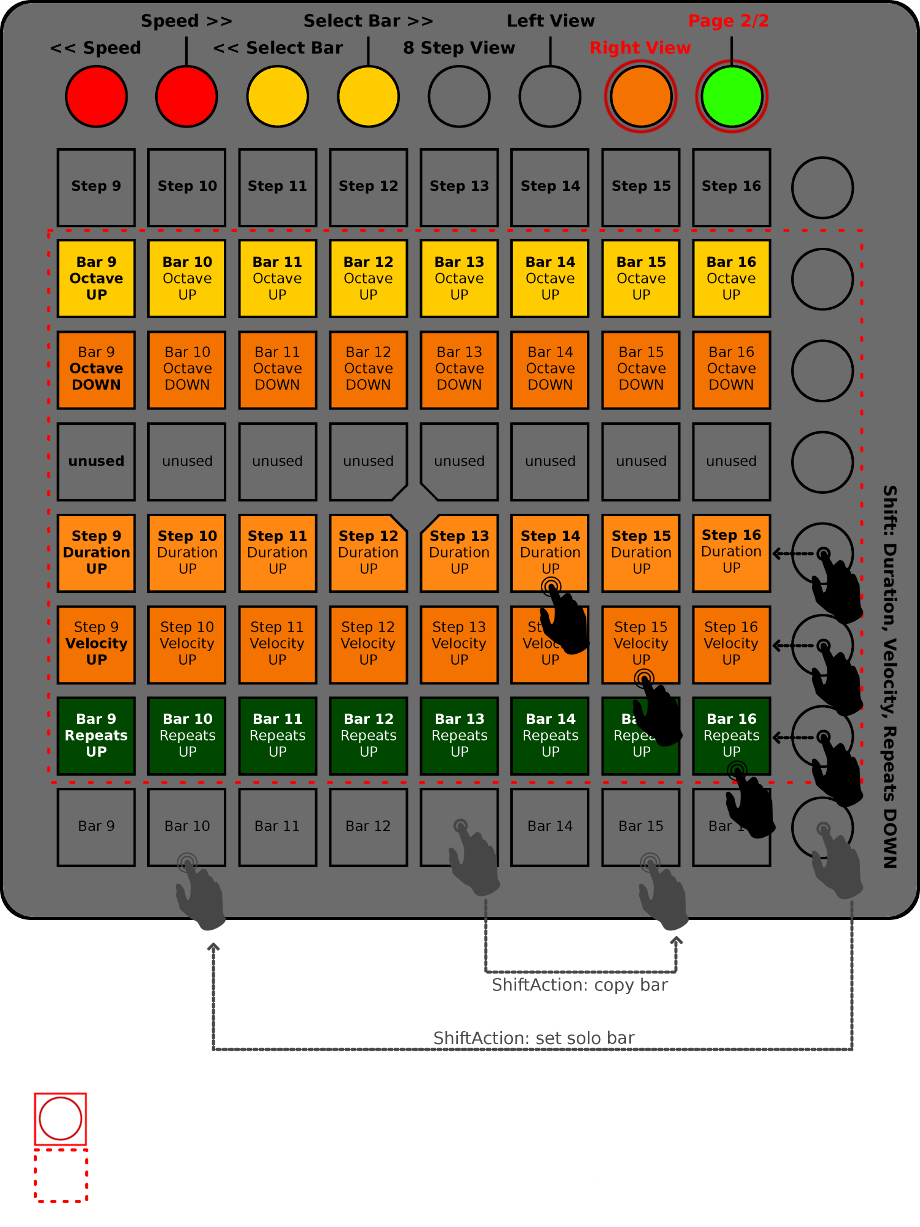 Speed >>
Select Bar >>
Left View
Page 2/2
<< Speed
<< Select Bar
8 Step View
Right View
Step 9
Step 10
Step 11
Step 12
Step 13
Step 14
Step 15
Step 16
Bar 9
Octave
UP
Bar 10
Octave
UP
Bar 11
Octave
UP
Bar 12
Octave
UP
Bar 13
Octave
UP
Bar 14
Octave
UP
Bar 15
Octave
UP
Bar 16
Octave
UP
Bar 9
Octave
DOWN
Bar 10
Octave
DOWN
Bar 11
Octave
DOWN
Bar 12
Octave
DOWN
Bar 13
Octave
DOWN
Bar 14
Octave
DOWN
Bar 15
Octave
DOWN
Bar 16
Octave
DOWN
unused
unused
unused
unused
unused
unused
unused
unused
Step 9
Duration
UP
Step 10
Duration
UP
Step 11
Duration
UP
Step 12
Duration
UP
Step 13
Duration
UP
Step 14
Duration
UP
Step 15
Duration
UP
Step 16
Duration
UP
Step 9
Velocity
UP
Step 10
Velocity
UP
Step 11
Velocity
UP
Step 12
Velocity
UP
Step 13
Velocity
UP
Step 15
Velocity
UP
Step 16
Velocity
UP
Bar 9
Repeats
UP
Bar 10
Repeats
UP
Bar 11
Repeats
UP
Bar 12
Repeats
UP
Bar 13
Repeats
UP
Bar 14
Repeats
UP
UP
Bar 16
Repeats
UP
Shift: Duration, Velocity, Repeats DOWN
Bar 9
Bar 10
Bar 11
Bar 12
Bar 14
Bar 15
Bar
ShiftAction: copy bar
ShiftAction: set solo bar